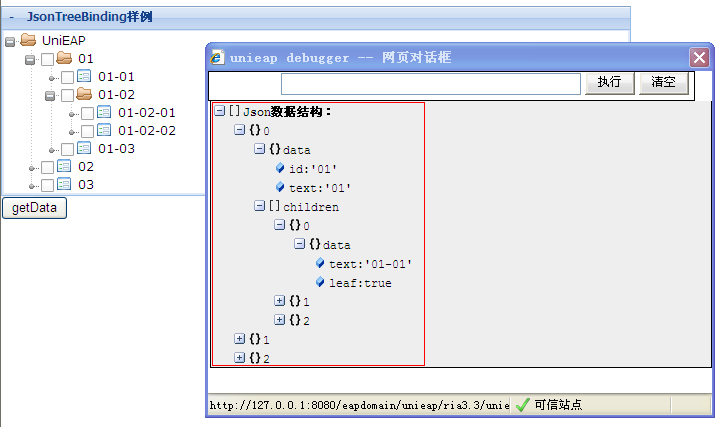 - JsonTreeBinding样例
UniEAP
01
01-01
01-02
01-02-01
01-02-02
01-03
02
03
getData
unieap debugger -- 网页对话框
执行 清空
[]Json数据结构：
{}0
{}data
id:'01'
text:'01'
[]children
{}0
{}data
text:'01-01'
leaf:true
{}1
{}2
{}1
{}2
http://127.0.0.1:8080/eapdomain/unieap/ria3.3/unie 可信站点